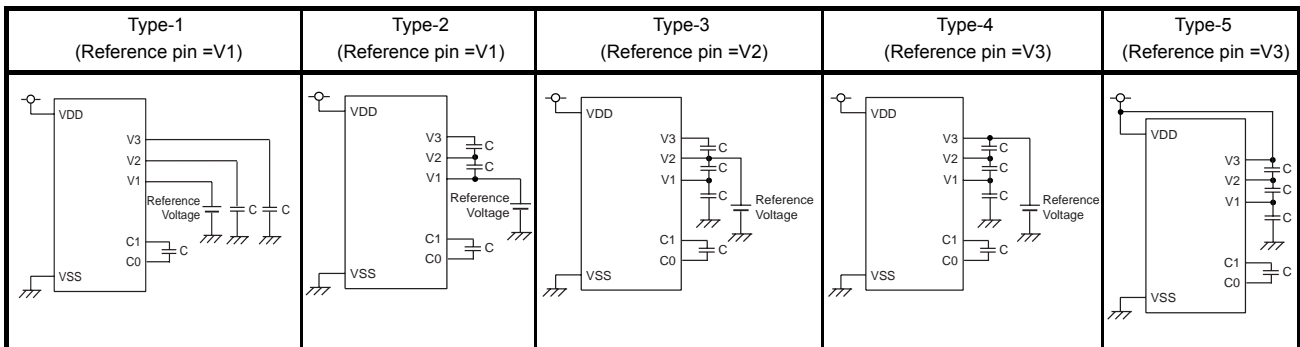 Type-1
(Reference pin =V1)
Type-2
(Reference pin =V1)
Type-3
(Reference pin =V2)
Type-4
(Reference pin =V3)
Type-5
(Reference pin =V3)
VDD
V3
V2
V1
Reference
Voltage
C
C
C1
C
C0
VSS
VDD
V3
C
V2
C
V1
Reference
Voltage
C1
C
C0
VSS
VDD
V3
C
V2
C
V1
C
Reference
Voltage
C1
C
C0
VSS
VDD
V3
C
V2
C
V1
C
Reference
Voltage
C1
C
C0
VSS
VDD
V3
C
V2
C
V1
C
C1
C
C0
VSS